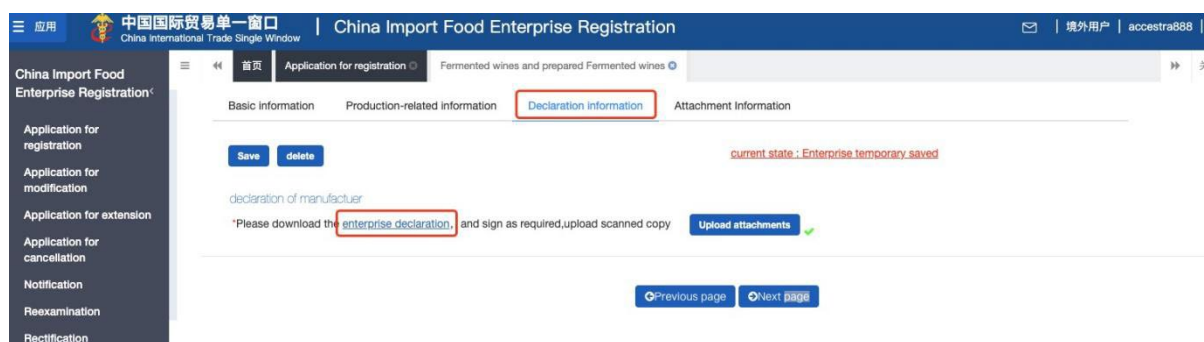 应用
中国国际贸易单一窗口
China International Trade Single Window
China Import Food Enterprise Registration
境外用户
accestra888
China Import Food
Enterprise Registration
首页
Application for registration
Fermented wines and prepared Fermented wines
Application for
registration
Application for
modification
Application for extension
Application for
cancellation
Notification
Reexamination
Rectification
Basic information
Production-related information
Declaration information
Attachment Information
Save
delete
current state : Enterprise temporary saved
declaration of manufactuer
*Please download the enterprise declaration, and sign as required,upload scanned copy
Upload attachments
Previous page
Next page